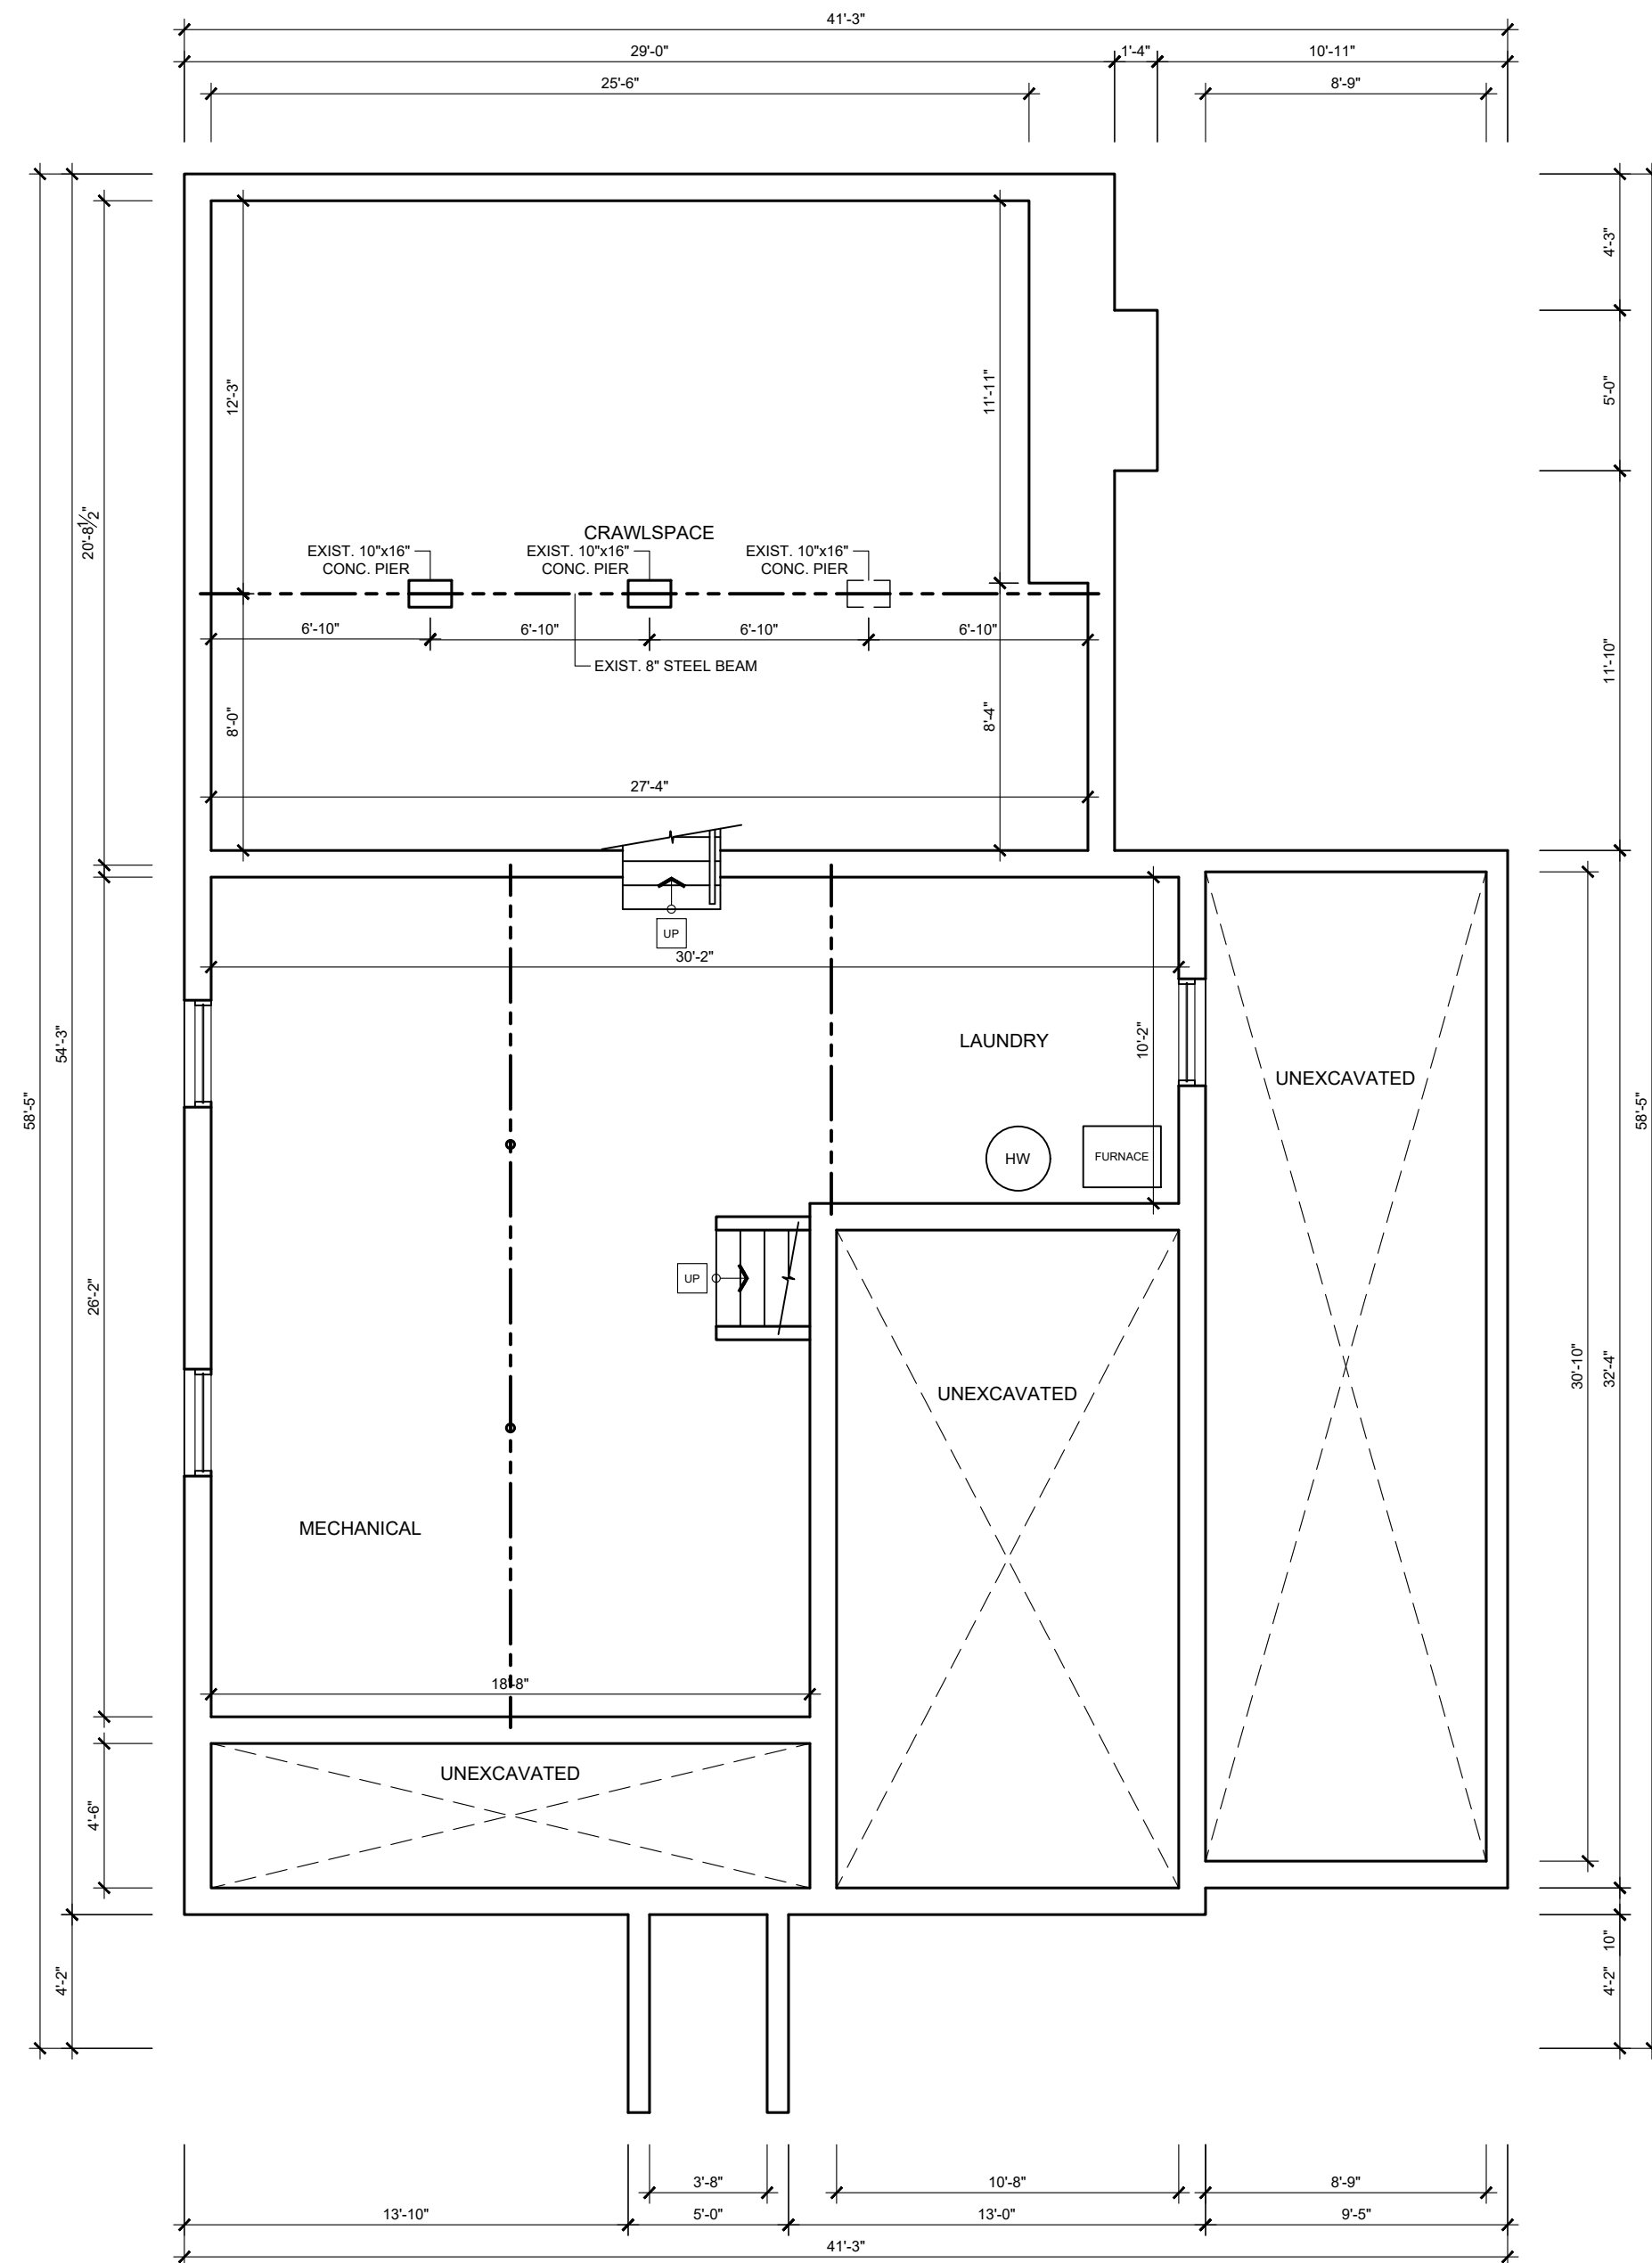 41'-3"
29'-0"
1'-4"
10'-11"
25'-6"
8'-9"
4'-3"
12'-3"
11'-11"
5'-0"
20'-8½"
CRAWLSPACE
EXIST. 10"x16"
CONC. PIER
EXIST. 10"x16"
CONC. PIER
EXIST. 10"x16"
CONC. PIER
6'-10"
6'-10"
6'-10"
6'-10"
EXIST. 8" STEEL BEAM
11'-10"
8'-0"
8'-4"
27'-4"
UP
30'-2"
54'-3"
LAUNDRY
10'-2"
UNEXCAVATED
58'-5"
58'-5"
HW
FURNACE
UP
26'-2"
30'-10"
32'-4"
UNEXCAVATED
MECHANICAL
18'-8"
UNEXCAVATED
4'-6"
10"
4'-2"
4'-2"
3'-8"
10'-8"
8'-9"
13'-10"
5'-0"
13'-0"
9'-5"
41'-3"